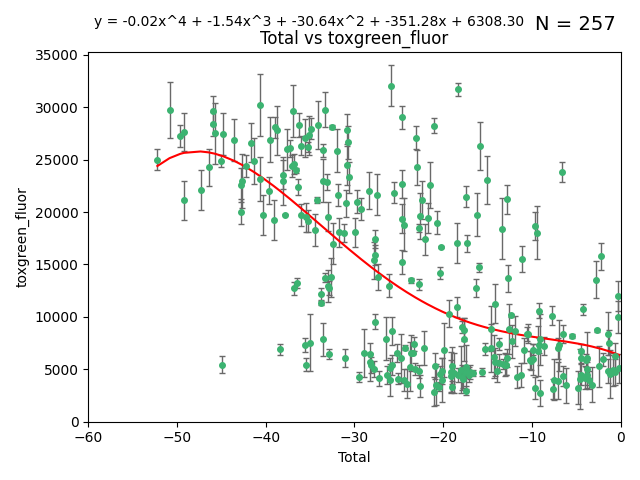 y = -0.02x^4 + -1.54x^3 + -30.64x^2 + -351.28x + 6308.30 N = 257
Total vs toxgreen_fluor
35000
30000
25000
20000
15000
10000
5000
0
toxgreen_fluor
−60 −50 −40 −30 −20 −10 0
Total